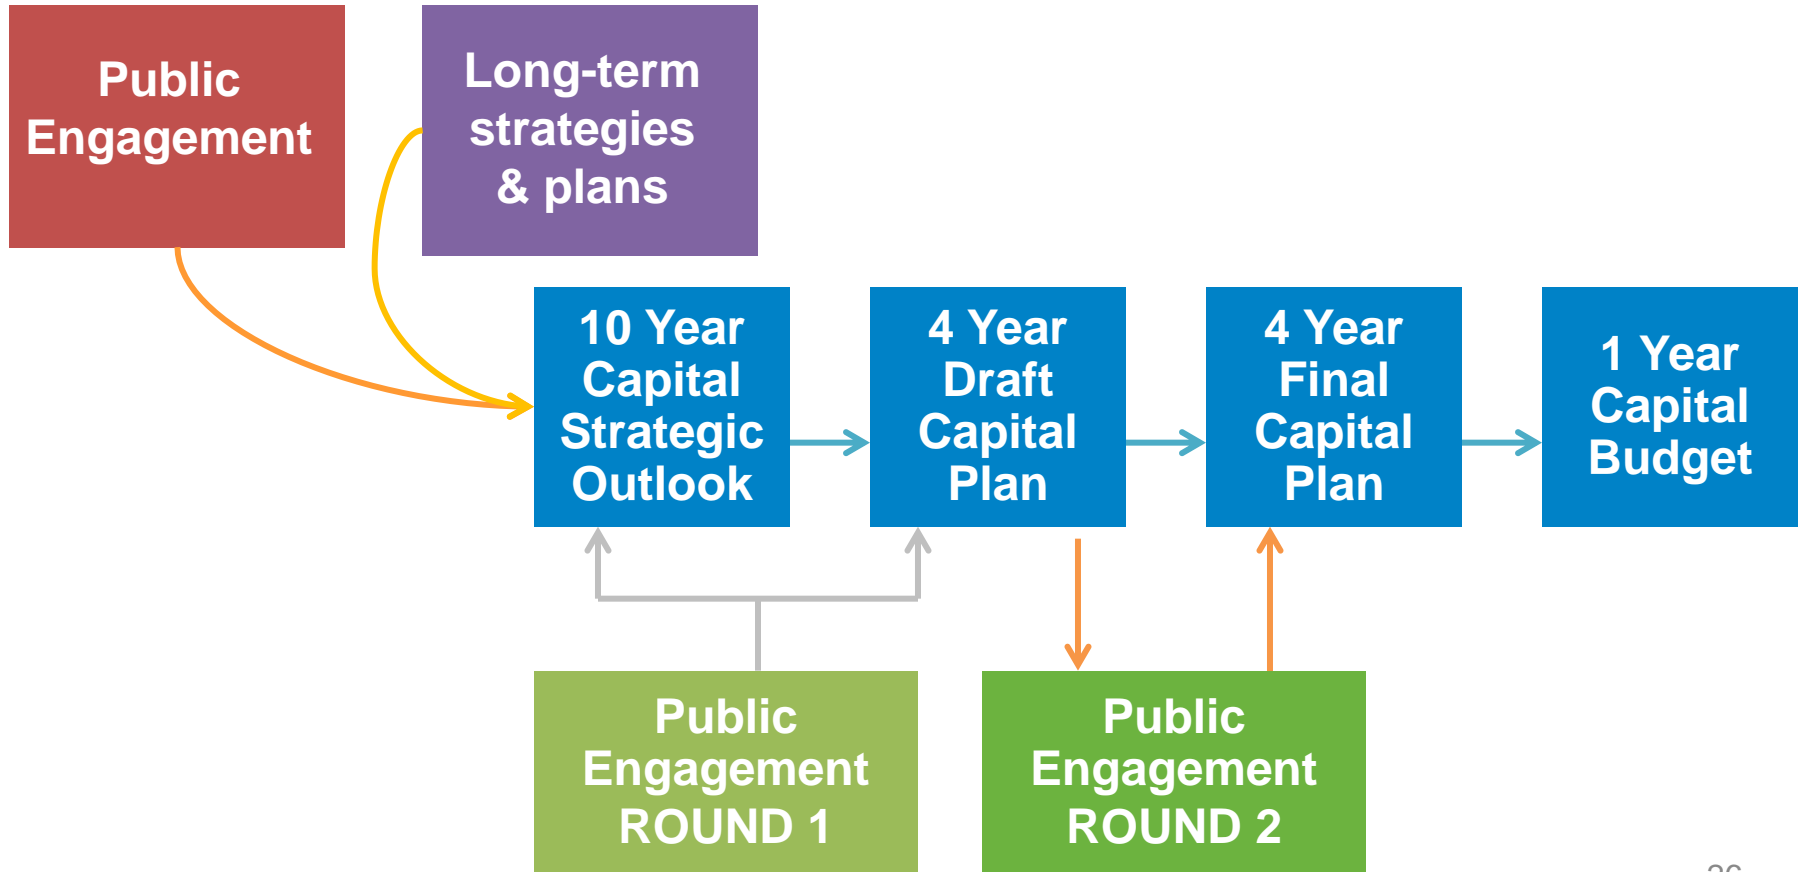 Public
Engagement
Long-term
strategies
& plans
10 Year
Capital
Strategic
Outlook
4 Year
Draft
Capital
Plan
4 Year
Final
Capital
Plan
1 Year
Capital
Budget
Public
Engagement
ROUND 1
Public
Engagement
ROUND 2